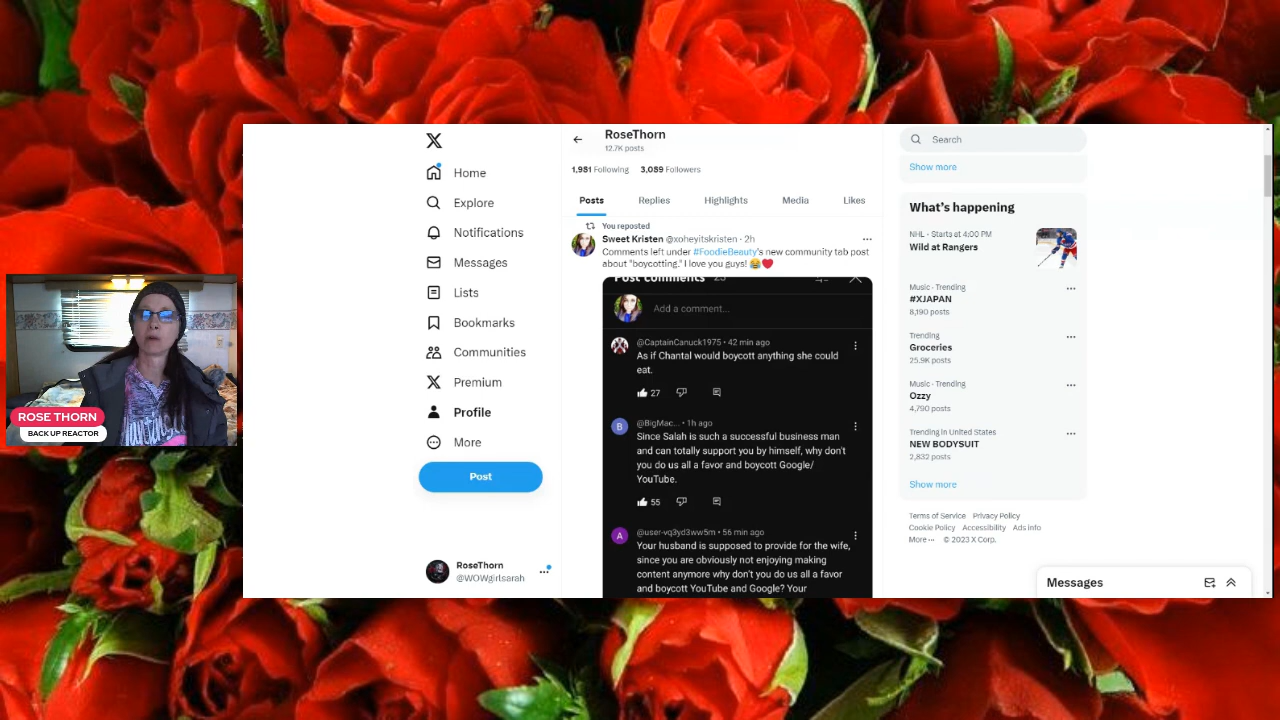 ROSE THORN
BACK UP REACTOR
Home
Explore
Notifications
Messages
Lists
Bookmarks
Communities
Premium
Profile
More
Post
RoseThorn
@WOWgirlsarah
RoseThorn
12.7K posts
1,981 Following 3,089 Followers
Posts Replies Highlights Media Likes
You reposted
Sweet Kristen @xoheyitskristen · 2h
Comments left under #FoodieBeauty's new community tab post
about "boycotting." I love you guys! 😂❤️
Post comments 23
Add a comment...
@CaptainCanuck1975 • 42 min ago
As if Chantal would boycott anything she could
eat.
27
B
@BigMac... • 1h ago
Since Salah is such a successful business man
and can totally support you by himself, why don't
you do us all a favor and boycott Google/
YouTube.
55
A
@user-vq3yd3ww5m • 56 min ago
Your husband is supposed to provide for the wife,
since you are obviously not enjoying making
content anymore why don't you do us all a favor
and boycott YouTube and Google? Your
Search
Show more
What's happening
NHL · Starts at 4:00 PM
Wild at Rangers
Music · Trending
#XJAPAN
8,190 posts
Trending
Groceries
25.9K posts
Music · Trending
Ozzy
4,790 posts
Trending in United States
NEW BODYSUIT
2,832 posts
Show more
Terms of Service Privacy Policy
Cookie Policy Accessibility Ads info
More ··· © 2023 X Corp.
Messages